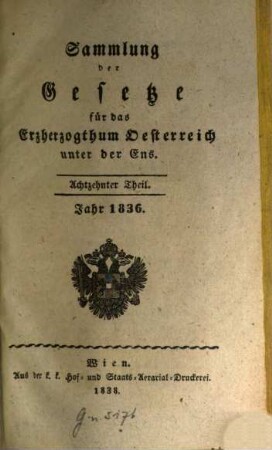 Sammlung
der
Gesetze
für das
Erzherzogthum Oesterreich
unter der Ens.
Achtzehnter Theil.
Jahr 1836.
Wien.
Aus der k. k. Hof- und Staats-Aerarial-Druckerei.
1838.